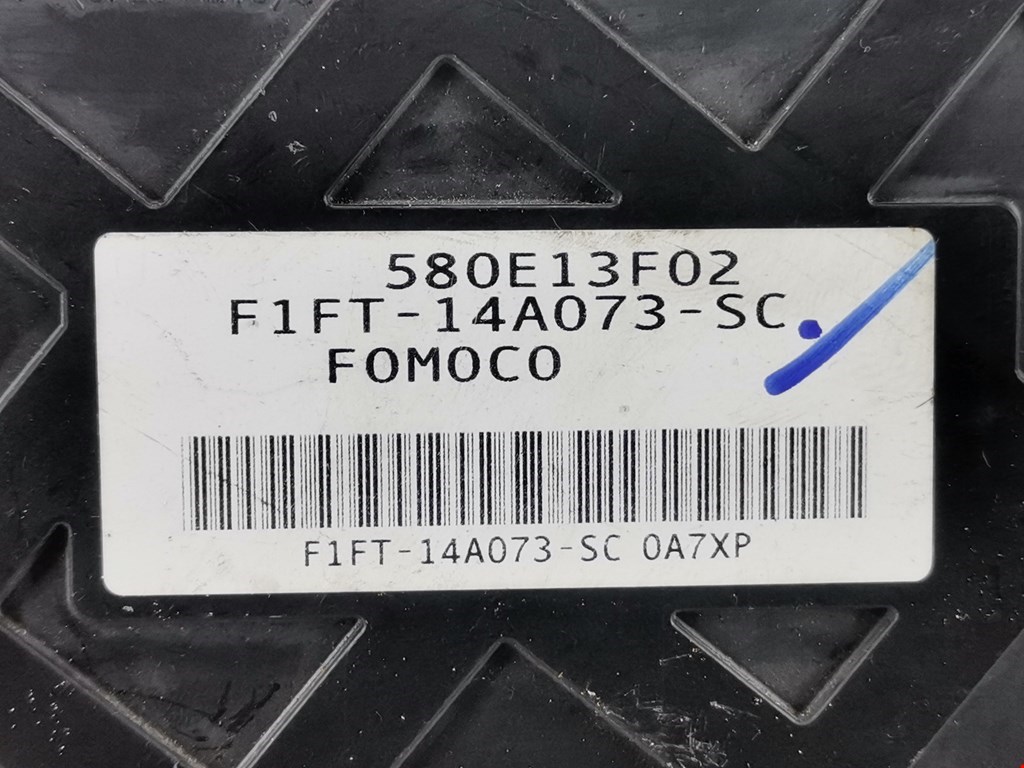 580E13F02
F1FT-14A073-SC
FOMOCO
F1FT-14A073-SC 0A7XP